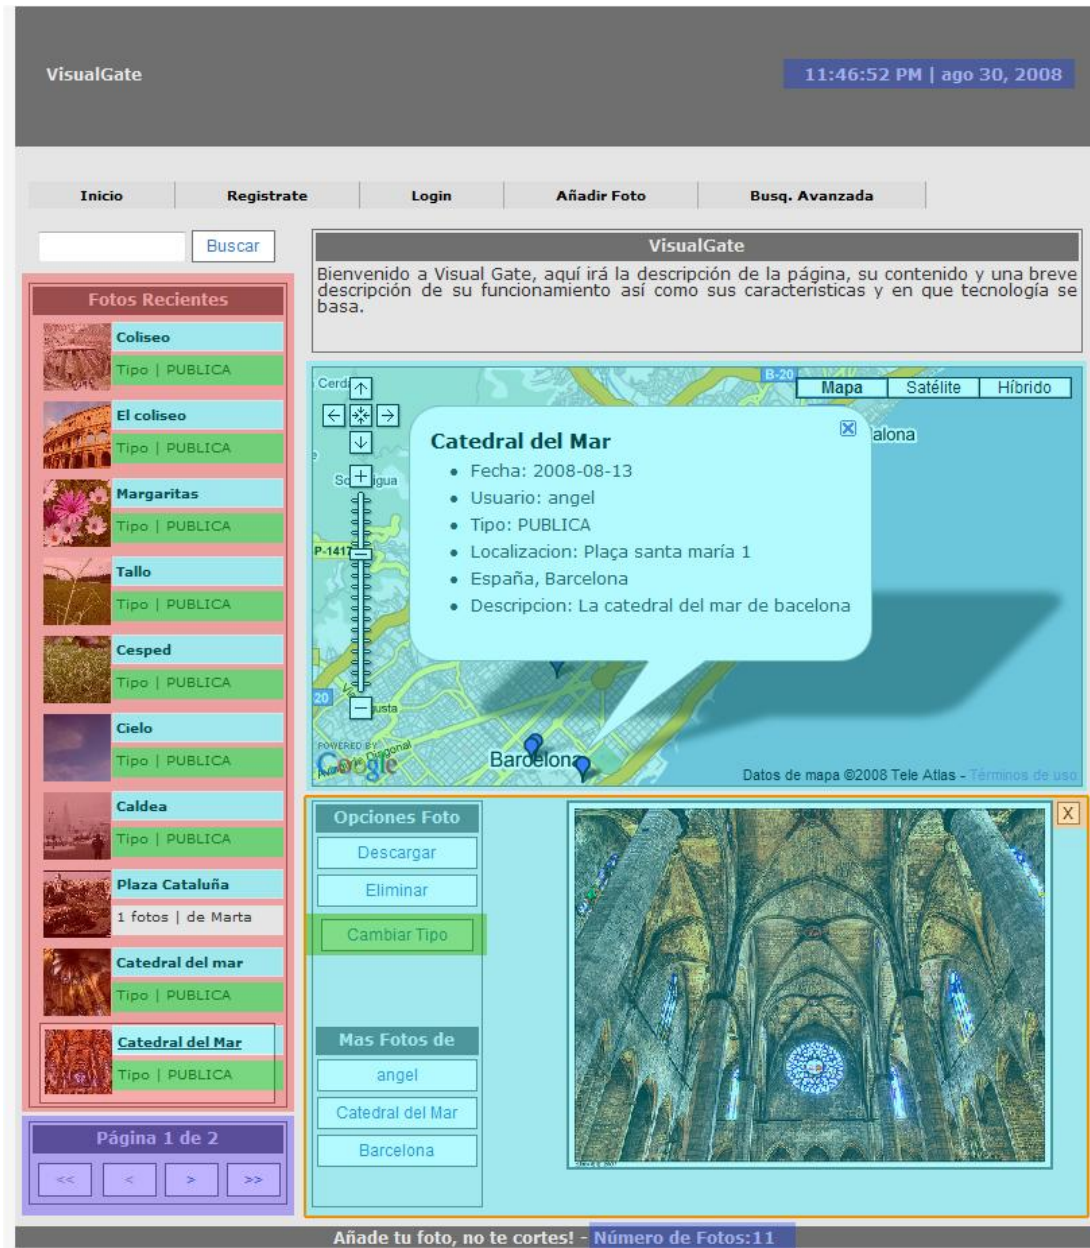 VisualGate
11:46:52 PM | ago 30, 2008
Inicio Registrate Login Añadir Foto Busq. Avanzada
Buscar
Fotos Recientes
Coliseo
Tipo | PUBLICA
El coliseo
Tipo | PUBLICA
Margaritas
Tipo | PUBLICA
Tallo
Tipo | PUBLICA
Cesped
Tipo | PUBLICA
Cielo
Tipo | PUBLICA
Caldea
Tipo | PUBLICA
Plaza Cataluña
1 fotos | de Marta
Catedral del mar
Tipo | PUBLICA
Catedral del Mar
Tipo | PUBLICA
Página 1 de 2
<< < > >>
VisualGate
Bienvenido a Visual Gate, aquí irá la descripción de la página, su contenido y una breve
descripción de su funcionamiento así como sus caracteristicas y en que tecnología se
basa.
B-20
Mapa Satélite Híbrido
Catedral del Mar
• Fecha: 2008-08-13
• Usuario: angel
• Tipo: PUBLICA
• Localizacion: Plaça santa maría 1
• España, Barcelona
• Descripcion: La catedral del mar de bacelona
P-1417
20
POWERED BY
Google
Diagonal
Barcelona
Datos de mapa ©2008 Tele Atlas - Términos de uso
Opciones Foto
Descargar
Eliminar
Cambiar Tipo
Mas Fotos de
angel
Catedral del Mar
Barcelona
X
Añade tu foto, no te cortes! - Número de Fotos:11